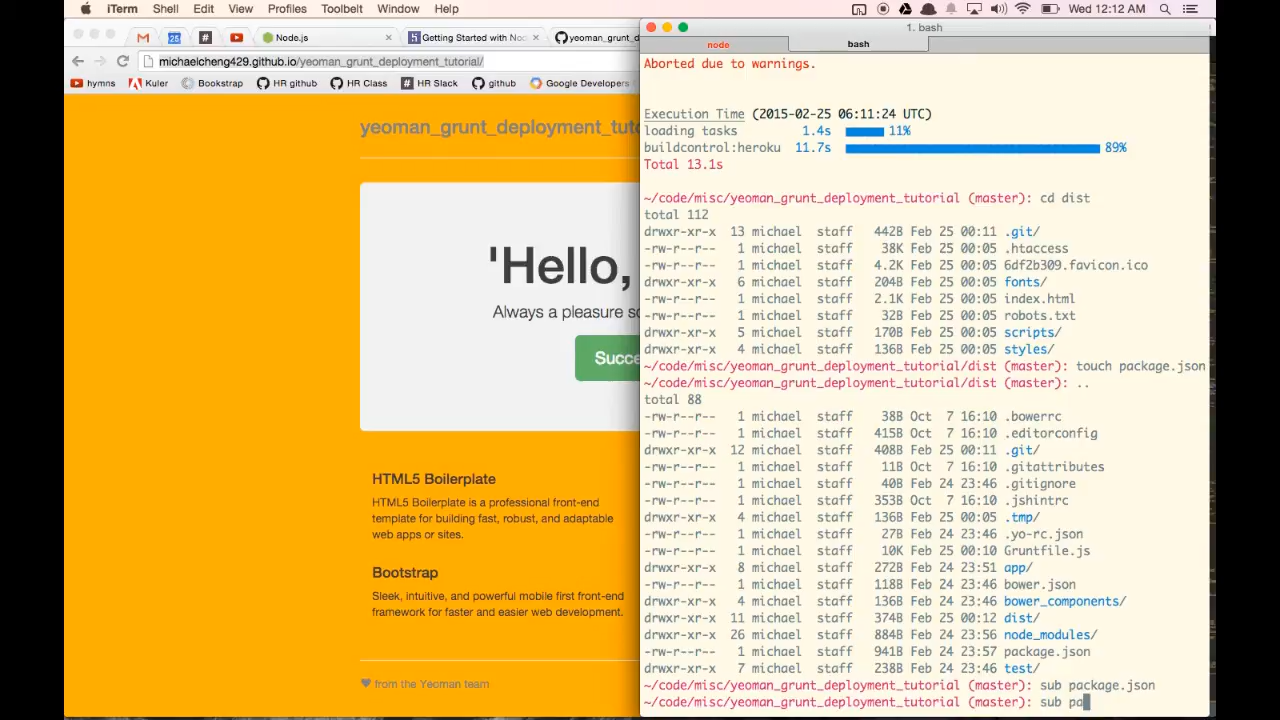 iTerm Shell Edit View Profiles Toolbelt Window Help Wed 12:12 AM
Node.js Getting Started with Nod yeoman_grunt_d
michaelcheng429.github.io/yeoman_grunt_deployment_tutorial/
hymns Kuler Bookstrap HR github HR Class HR Slack github Google Developers
yeoman_grunt_deployment_tuto
'Hello,
Always a pleasure sc
Succe
HTML5 Boilerplate
HTML5 Boilerplate is a professional front-end
template for building fast, robust, and adaptable
web apps or sites.
Bootstrap
Sleek, intuitive, and powerful mobile first front-end
framework for faster and easier web development.
from the Yeoman team
1. bash
node bash
Aborted due to warnings.
Execution Time (2015-02-25 06:11:24 UTC)
loading tasks 1.4s 11%
buildcontrol:heroku 11.7s 89%
Total 13.1s
~/code/misc/yeoman_grunt_deployment_tutorial (master): cd dist
total 112
drwxr-xr-x 13 michael staff 442B Feb 25 00:11 .git/
-rw-r--r-- 1 michael staff 38K Feb 25 00:05 .htaccess
-rw-r--r-- 1 michael staff 4.2K Feb 25 00:05 6df2b309.favicon.ico
drwxr-xr-x 6 michael staff 204B Feb 25 00:05 fonts/
-rw-r--r-- 1 michael staff 2.1K Feb 25 00:05 index.html
-rw-r--r-- 1 michael staff 32B Feb 25 00:05 robots.txt
drwxr-xr-x 5 michael staff 170B Feb 25 00:05 scripts/
drwxr-xr-x 4 michael staff 136B Feb 25 00:05 styles/
~/code/misc/yeoman_grunt_deployment_tutorial/dist (master): touch package.json
~/code/misc/yeoman_grunt_deployment_tutorial/dist (master): ..
total 88
-rw-r--r-- 1 michael staff 38B Oct 7 16:10 .bowerrc
-rw-r--r-- 1 michael staff 415B Oct 7 16:10 .editorconfig
drwxr-xr-x 12 michael staff 408B Feb 25 00:11 .git/
-rw-r--r-- 1 michael staff 11B Oct 7 16:10 .gitattributes
-rw-r--r-- 1 michael staff 40B Feb 24 23:46 .gitignore
-rw-r--r-- 1 michael staff 353B Oct 7 16:10 .jshintrc
drwxr-xr-x 4 michael staff 136B Feb 25 00:05 .tmp/
-rw-r--r-- 1 michael staff 27B Feb 24 23:46 .yo-rc.json
-rw-r--r-- 1 michael staff 10K Feb 25 00:10 Gruntfile.js
drwxr-xr-x 8 michael staff 272B Feb 24 23:51 app/
-rw-r--r-- 1 michael staff 118B Feb 24 23:46 bower.json
drwxr-xr-x 4 michael staff 136B Feb 24 23:46 bower_components/
drwxr-xr-x 11 michael staff 374B Feb 25 00:12 dist/
drwxr-xr-x 26 michael staff 884B Feb 24 23:56 node_modules/
-rw-r--r-- 1 michael staff 941B Feb 24 23:57 package.json
drwxr-xr-x 7 michael staff 238B Feb 24 23:46 test/
~/code/misc/yeoman_grunt_deployment_tutorial (master): sub package.json
~/code/misc/yeoman_grunt_deployment_tutorial (master): sub pa